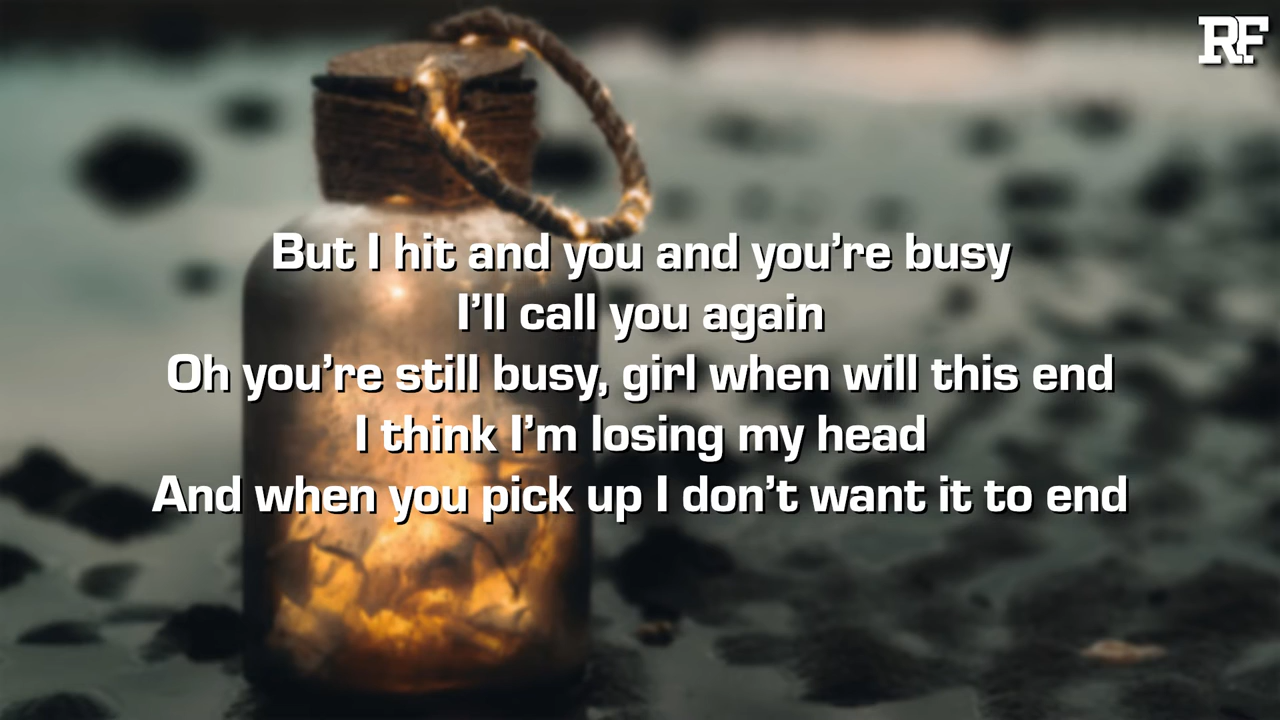 RF
But I hit and you and you’re busy
I’ll call you again
Oh you’re still busy, girl when will this end
I think I’m losing my head
And when you pick up I don’t want it to end